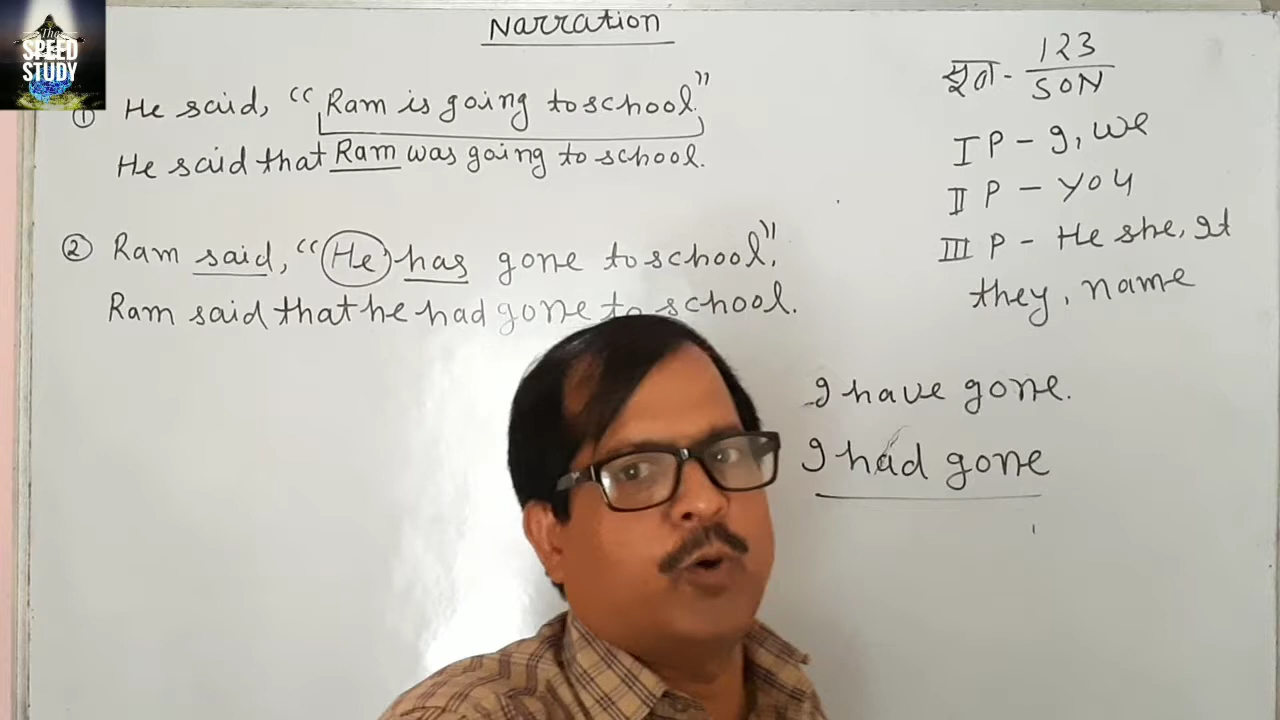 The
SPEED
STUDY
Narration
① He said, “Ram is going to school.”
He said that Ram was going to school.
② Ram said, “He has gone to school”.
Ram said that he had gone to school.
सूत्र - 123
SON
I P - I, we
II P - you
III P - He she, It
they, name
I have gone.
I had gone